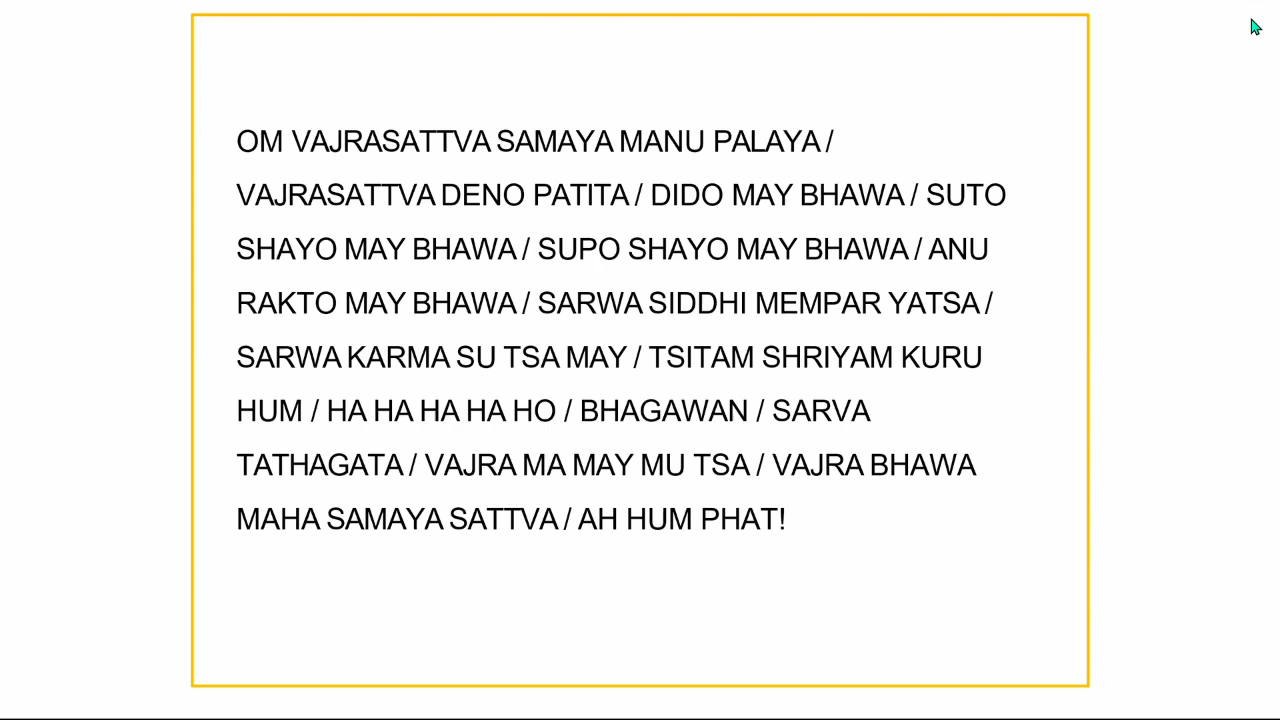 OM VAJRASATTVA SAMAYA MANU PALAYA /
VAJRASATTVA DENO PATITA / DIDO MAY BHAWA / SUTO
SHAYO MAY BHAWA / SUPO SHAYO MAY BHAWA / ANU
RAKTO MAY BHAWA / SARWA SIDDHI MEMPAR YATSA /
SARWA KARMA SU TSA MAY / TSITAM SHRIYAM KURU
HUM / HA HA HA HA HO / BHAGAWAN / SARVA
TATHAGATA / VAJRA MA MAY MU TSA / VAJRA BHAWA
MAHA SAMAYA SATTVA / AH HUM PHAT!